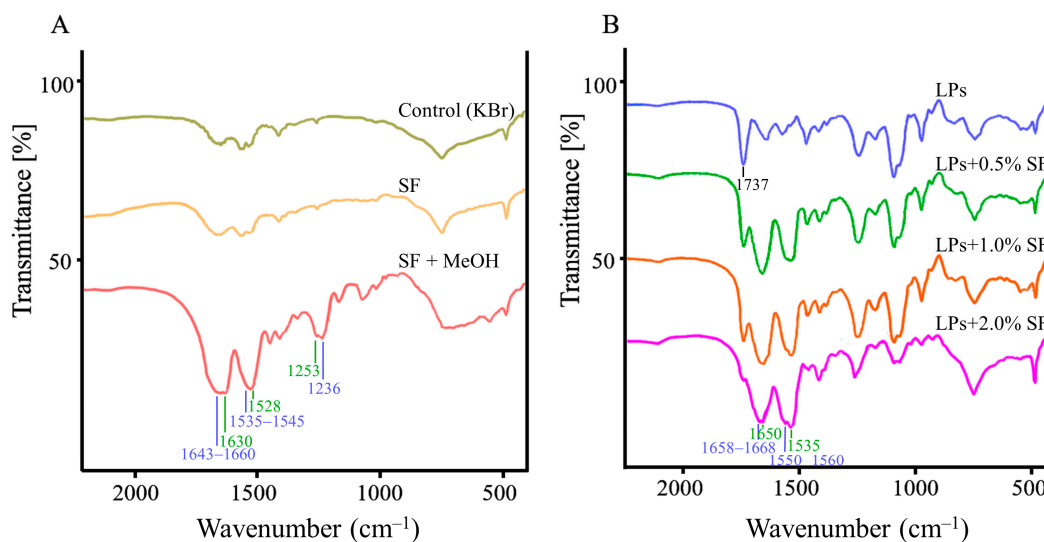 A
100
50
Transmittance [%]
Control (KBr)
SF
SF + MeOH
1253
1236
1528
1535–1545
1630
1643–1660
2000
1500
1000
500
Wavenumber (cm–1)
B
100
50
Transmittance [%]
LPs
1737
LPs+0.5% SF
LPs+1.0% SF
LPs+2.0% SF
1650
1535
1658–1668
1550
1560
2000
1500
1000
500
Wavenumber (cm–1)